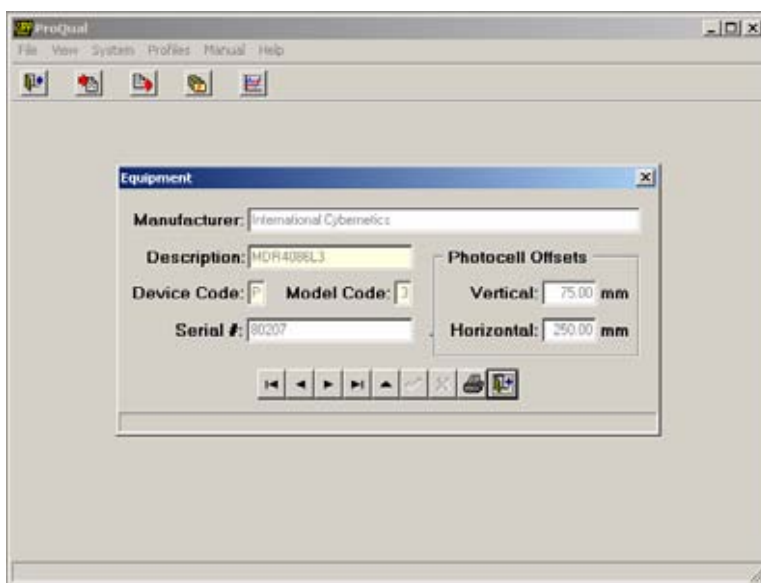 ProQual
File View System Profiles Manual Help
Equipment
Manufacturer: International Cybernetics
Description: MDR4086L3
Photocell Offsets
Device Code: P Model Code: 3
Vertical: 75.00 mm
Serial #: 80207
Horizontal: 250.00 mm